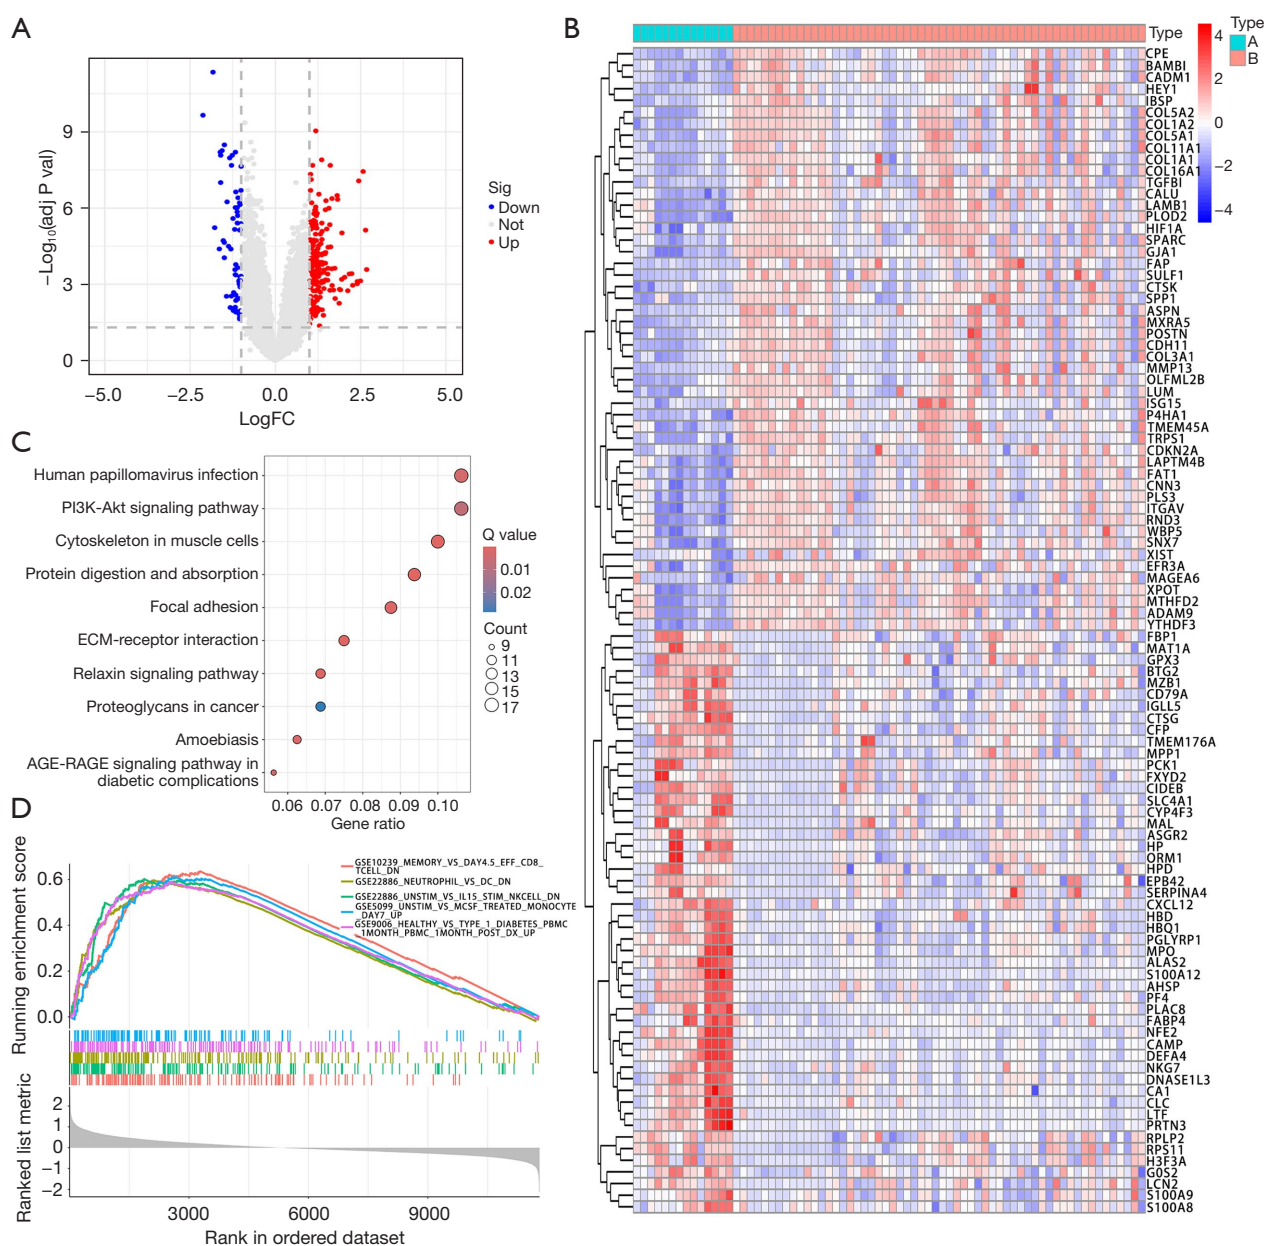 A
9
6
3
0
−Log10(adj P val)
−5.0
−2.5
0.0
2.5
5.0
LogFC
Sig
Down
Not
Up
B
Type
4
2
0
−2
−4
Type
A
B
CPE
BAMBI
CADM1
HEY1
IBSP
COL5A2
COL1A2
COL5A1
COL11A1
COL1A1
COL16A1
TGFBI
CALU
LAMB1
PLOD2
HIF1A
SPARC
GJA1
FAP
SULF1
CTSK
SPP1
ASPN
MXRA5
POSTN
CDH11
COL3A1
MMP13
OLFML2B
LUM
ISG15
P4HA1
TMEM45A
TRPS1
CDKN2A
LAPTM4B
FAT1
CNN3
PLS3
ITGAV
RND3
WBP5
SNX7
XIST
EFR3A
MAGEA6
XPOT
MTHFD2
ADAM9
YTHDF3
FBP1
MAT1A
GPX3
BTG2
MZB1
CD79A
IGLL5
CTSG
CFP
TMEM176A
MPP1
PCK1
FXYD2
CIDEB
SLC4A1
CYP4F3
MAL
ASGR2
HP
ORM1
HPD
EPB42
SERPINA4
CXCL12
HBD
HBQ1
PGLYRP1
MPO
ALAS2
S100A12
AHSP
PF4
PLAC8
FABP4
NFE2
CAMP
DEFA4
NKG7
DNASE1L3
CA1
CLC
LTF
PRTN3
RPLP2
RPS11
H3F3A
G0S2
LCN2
S100A9
S100A8
C
Human papillomavirus infection
PI3K-Akt signaling pathway
Cytoskeleton in muscle cells
Protein digestion and absorption
Focal adhesion
ECM-receptor interaction
Relaxin signaling pathway
Proteoglycans in cancer
Amoebiasis
AGE-RAGE signaling pathway in
diabetic complications
0.06
0.07
0.08
0.09
0.10
Gene ratio
Q value
0.01
0.02
Count
9
11
13
15
17
D
Running enrichment score
0.6
0.4
0.2
0.0
GSE10239_MEMORY_VS_DAY4.5_EFF_CD8_
TCELL_DN
GSE22886_NEUTROPHIL_VS_DC_DN
GSE22886_UNSTIM_VS_IL15_STIM_NKCELL_DN
GSE5099_UNSTIM_VS_MCSF_TREATED_MONOCYTE
_DAY7_UP
GSE9006_HEALTHY_VS_TYPE_1_DIABETES_PBMC
_1MONTH_PBMC_1MONTH_POST_DX_UP
Ranked list metric
2
1
0
−1
−2
3000
6000
9000
Rank in ordered dataset